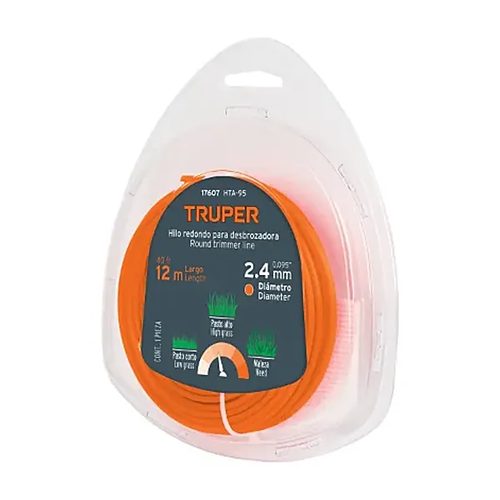 17607 HTA-95
TRUPER
Hilo redondo para desbrozadora
Round trimmer line
40 ft
12 m Largo
Length
0.095"
2.4 mm
Diámetro
Diameter
Pasto alto
High grass
Pasto corto
Low grass
Maleza
Weed
CONT. 1 PIEZA